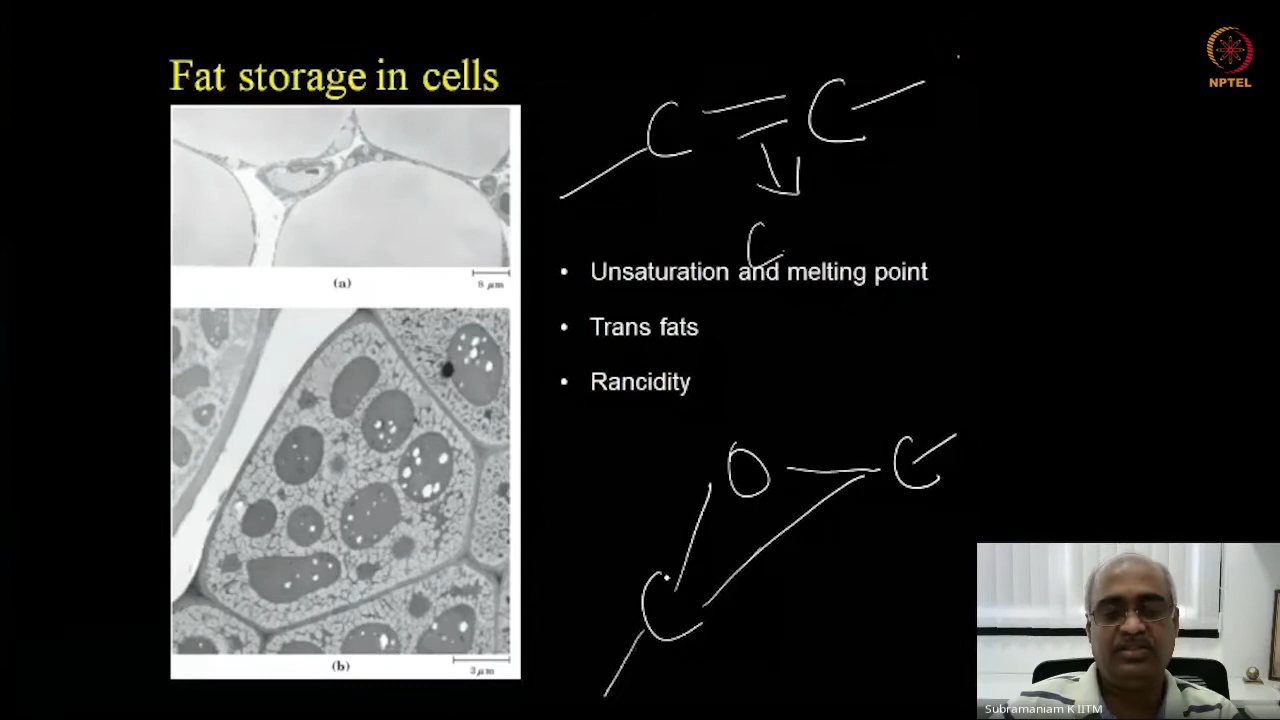 NPTEL
Fat storage in cells
C = C
C
(a)
8 μm
• Unsaturation and melting point
• Trans fats
• Rancidity
O C
C
(b)
3 μm
Subramaniam K IITM